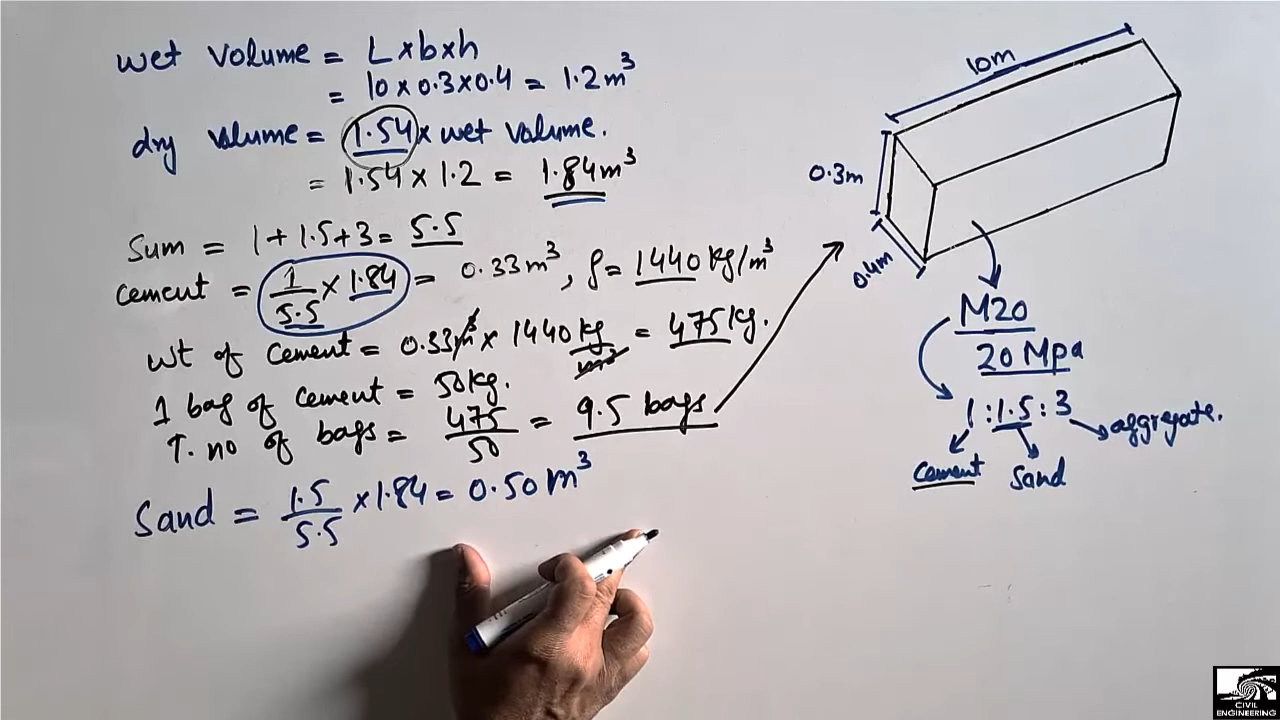 wet volume = L×b×h
= 10×0.3×0.4 = 1.2m³
dry volume = 1.54× wet volume.
= 1.54×1.2 = 1.84m³
Sum = 1+1.5+3 = 5.5
cement = 1/5.5 × 1.84 = 0.33m³, ρ = 1440 kg/m³
wt of cement = 0.33m³ × 1440 kg/m³ = 475kg.
1 bag of cement = 50kg.
T. no of bags = 475/50 = 9.5 bags
Sand = 1.5/5.5 ×1.84 = 0.50 m³
10m
0.3m
0.4m
M20
20 Mpa
1:1.5:3
aggregate.
cement
sand
CIVIL
ENGINEERING